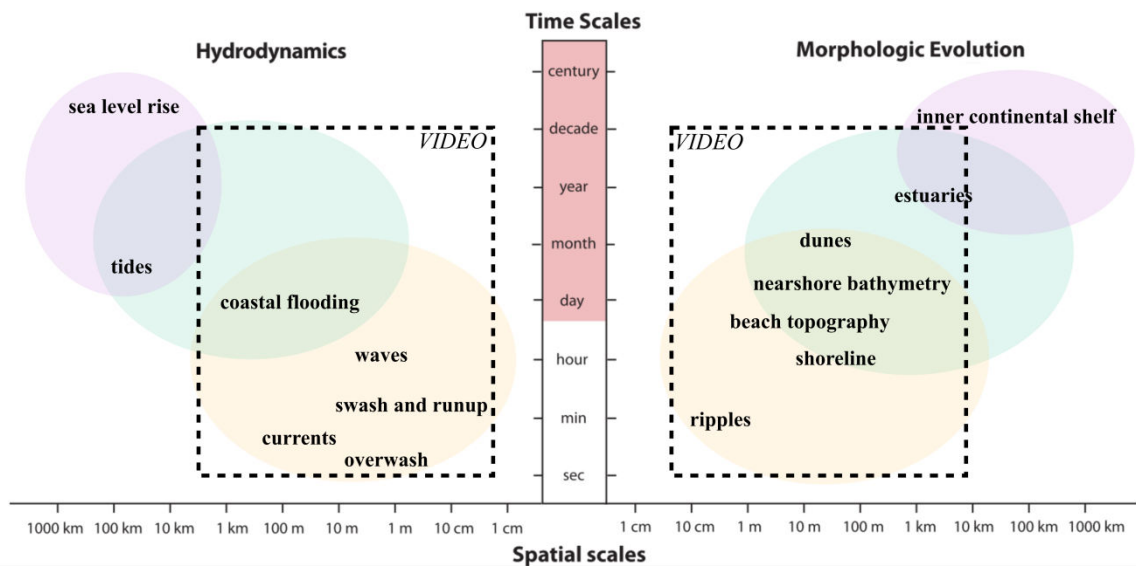 Time Scales
Hydrodynamics
Morphologic Evolution
century
decade
year
month
day
hour
min
sec
sea level rise
VIDEO
tides
coastal flooding
waves
swash and runup
currents
overwash
inner continental shelf
VIDEO
estuaries
dunes
nearshore bathymetry
beach topography
shoreline
ripples
1000 km 100 km 10 km 1 km 100 m 10 m 1 m 10 cm 1 cm
1 cm 10 cm 1 m 10 m 100 m 1 km 10 km 100 km 1000 km
Spatial scales